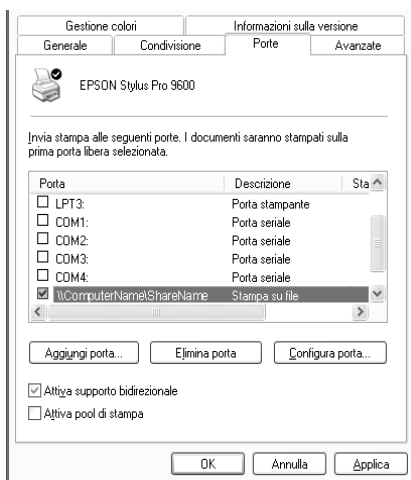 Gestione colori Informazioni sulla versione
Generale Condivisione Porte Avanzate
EPSON Stylus Pro 9600
Invia stampa alle seguenti porte. I documenti saranno stampati sulla
prima porta libera selezionata.
Porta Descrizione Sta
LPT3: Porta stampante
COM1: Porta seriale
COM2: Porta seriale
COM3: Porta seriale
COM4: Porta seriale
\\ComputerName\ShareName Stampa su file
Aggiungi porta... Elimina porta Configura porta...
Attiva supporto bidirezionale
Attiva pool di stampa
OK Annulla Applica